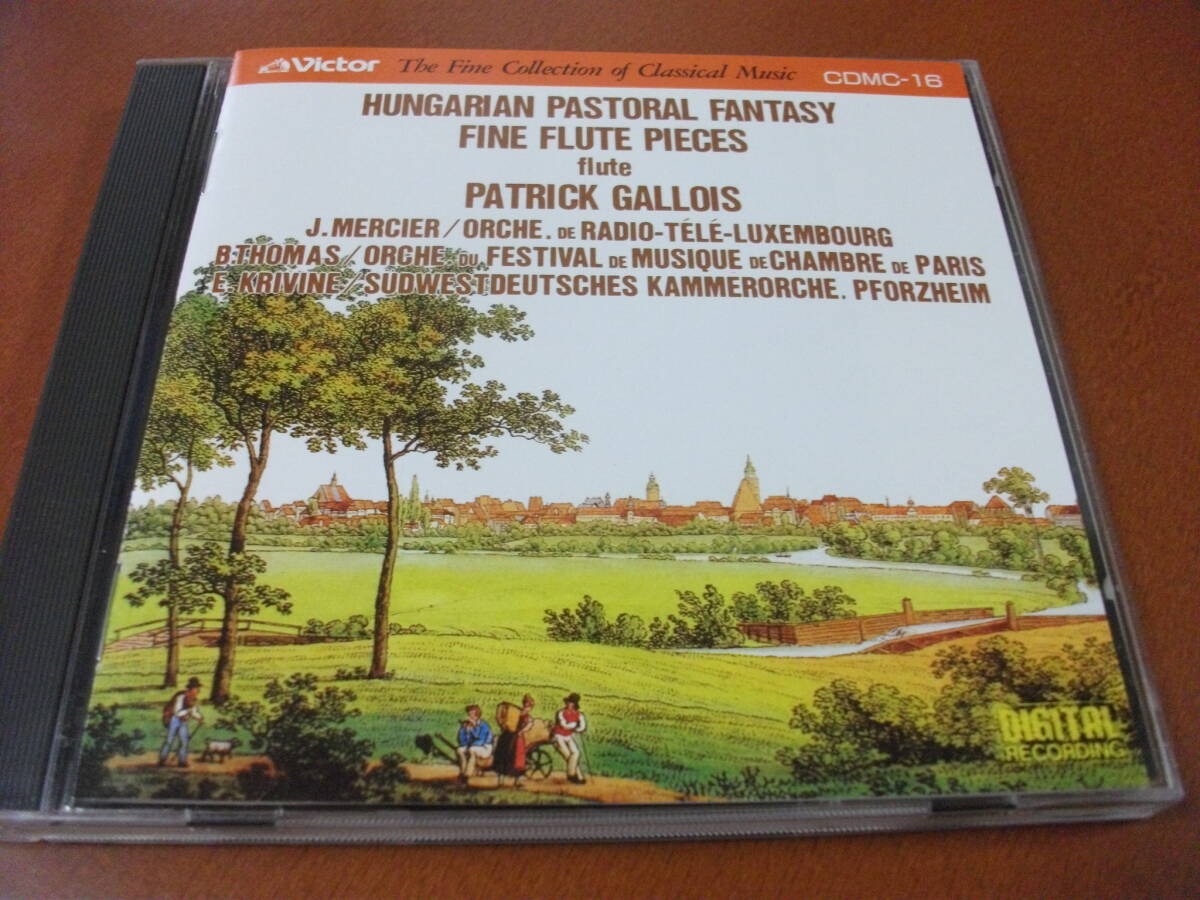 Victor The Fine Collection of Classical Music CDMC-16
HUNGARIAN PASTORAL FANTASY
FINE FLUTE PIECES
flute
PATRICK GALLOIS
J. MERCIER/ORCHE. DE RADIO-TÉLÉ-LUXEMBOURG
B.THOMAS/ORCHE. DU FESTIVAL DE MUSIQUE DE CHAMBRE DE PARIS
E. KRIVINE/SÜDWESTDEUTSCHES KAMMERORCHE. PFORZHEIM
DIGITAL
RECORDING